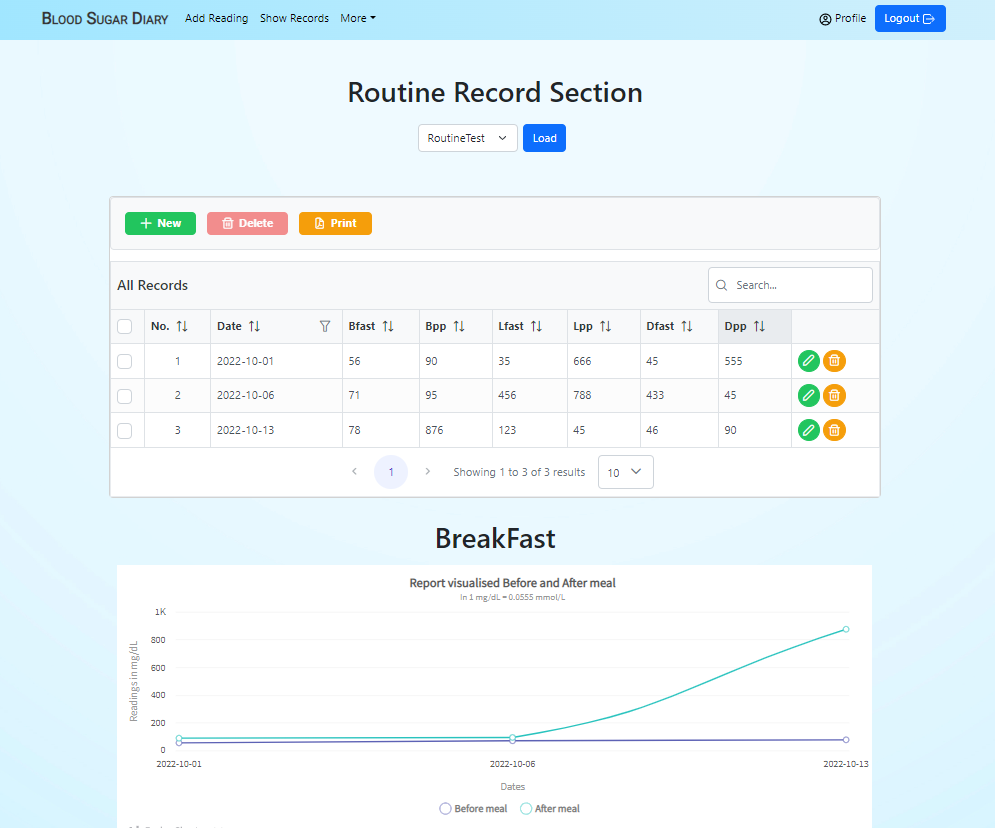 Blood Sugar Diary Add Reading Show Records More Profile Logout
Routine Record Section
RoutineTest Load
New Delete Print
All Records Search...
No. Date Bfast Bpp Lfast Lpp Dfast Dpp
1 2022-10-01 56 90 35 666 45 555
2 2022-10-06 71 95 456 788 433 45
3 2022-10-13 78 876 123 45 46 90
1 Showing 1 to 3 of 3 results 10
BreakFast
Report visualised Before and After meal
In 1 mg/dL = 0.0555 mmol/L
Readings in mg/dL
1K
800
600
400
200
0
2022-10-01 2022-10-06 2022-10-13
Dates
Before meal After meal